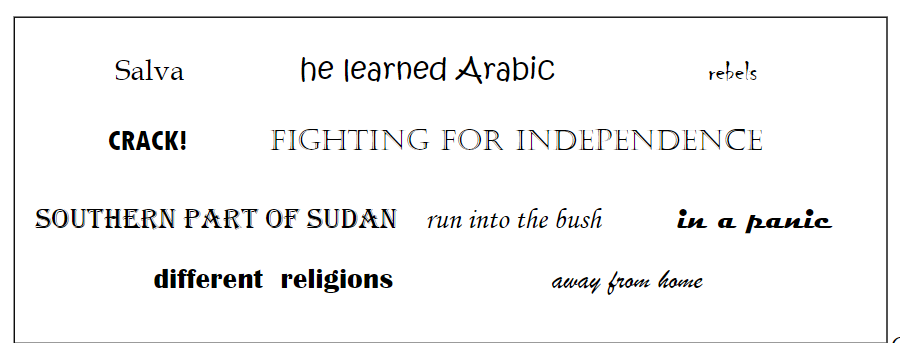 Salva he learned Arabic rebels
CRACK! FIGHTING FOR INDEPENDENCE
SOUTHERN PART OF SUDAN run into the bush in a panic
different religions away from home